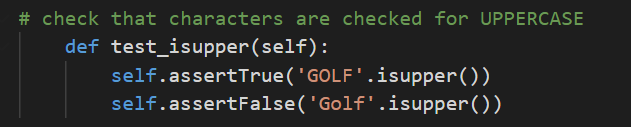 # check that characters are checked for UPPERCASE
def test_isupper(self):
self.assertTrue('GOLF'.isupper())
self.assertFalse('Golf'.isupper())